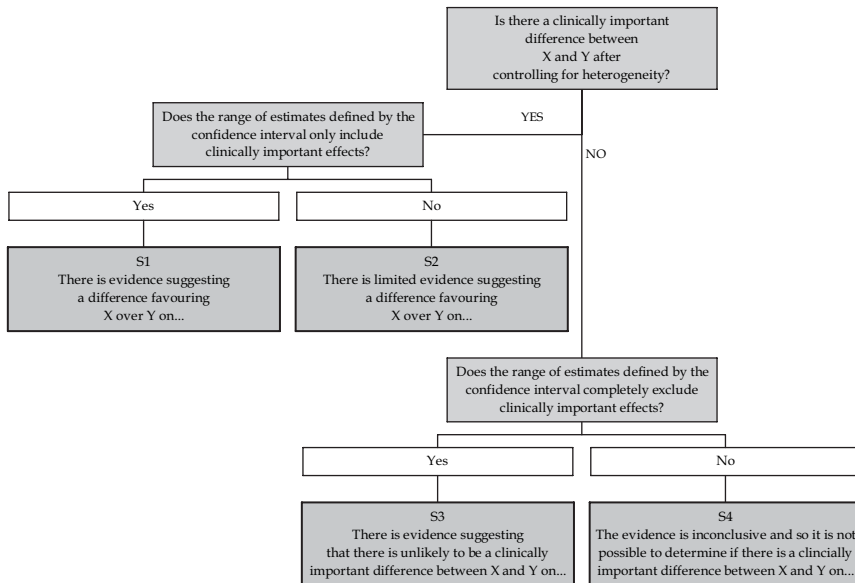 Is there a clinically important
difference between
X and Y after
controlling for heterogeneity?
YES
NO
Does the range of estimates defined by the
confidence interval only include
clinically important effects?
Yes
No
S1
There is evidence suggesting
a difference favouring
X over Y on...
S2
There is limited evidence suggesting
a difference favouring
X over Y on...
Does the range of estimates defined by the
confidence interval completely exclude
clinically important effects?
Yes
No
S3
There is evidence suggesting
that there is unlikely to be a clinically
important difference between X and Y on...
S4
The evidence is inconclusive and so it is not
possible to determine if there is a clincially
important difference between X and Y on...